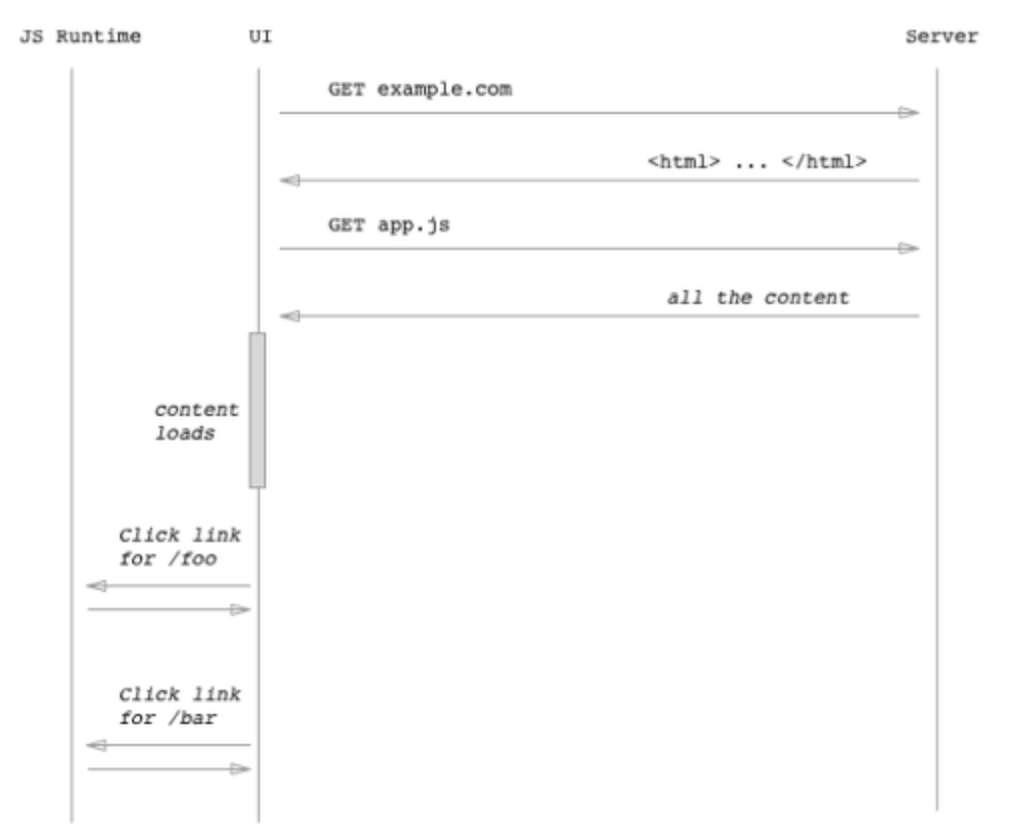 JS Runtime
UI
Server
GET example.com
<html> ... </html>
GET app.js
all the content
content
loads
Click link
for /foo
Click link
for /bar